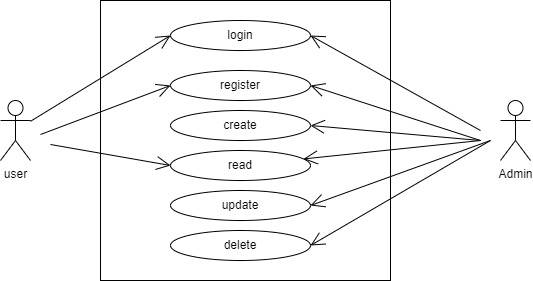 login
register
create
read
update
delete
user
Admin